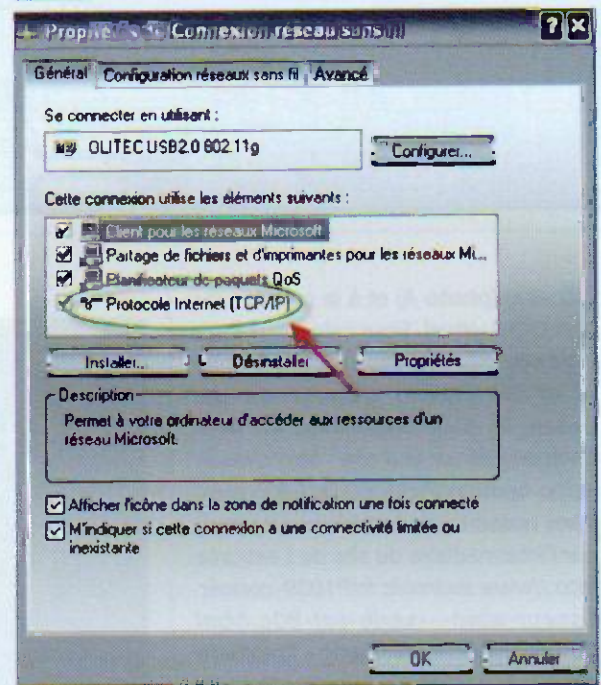 Propriétés de Connexion réseau sans fil
Général
Configuration réseaux sans fil
Avancé
Se connecter en utilisant :
OLITEC USB2.0 802.11g
Configurer...
Cette connexion utilise les éléments suivants :
Client pour les réseaux Microsoft
Partage de fichiers et d'imprimantes pour les réseaux Mi...
Planificateur de paquets QoS
Protocole Internet (TCP/IP)
Installer...
Désinstaller
Propriétés
Description
Permet à votre ordinateur d'accéder aux ressources d'un
réseau Microsoft.
Afficher l'icône dans la zone de notification une fois connecté
M'indiquer si cette connexion a une connectivité limitée ou
inexistante
OK
Annuler